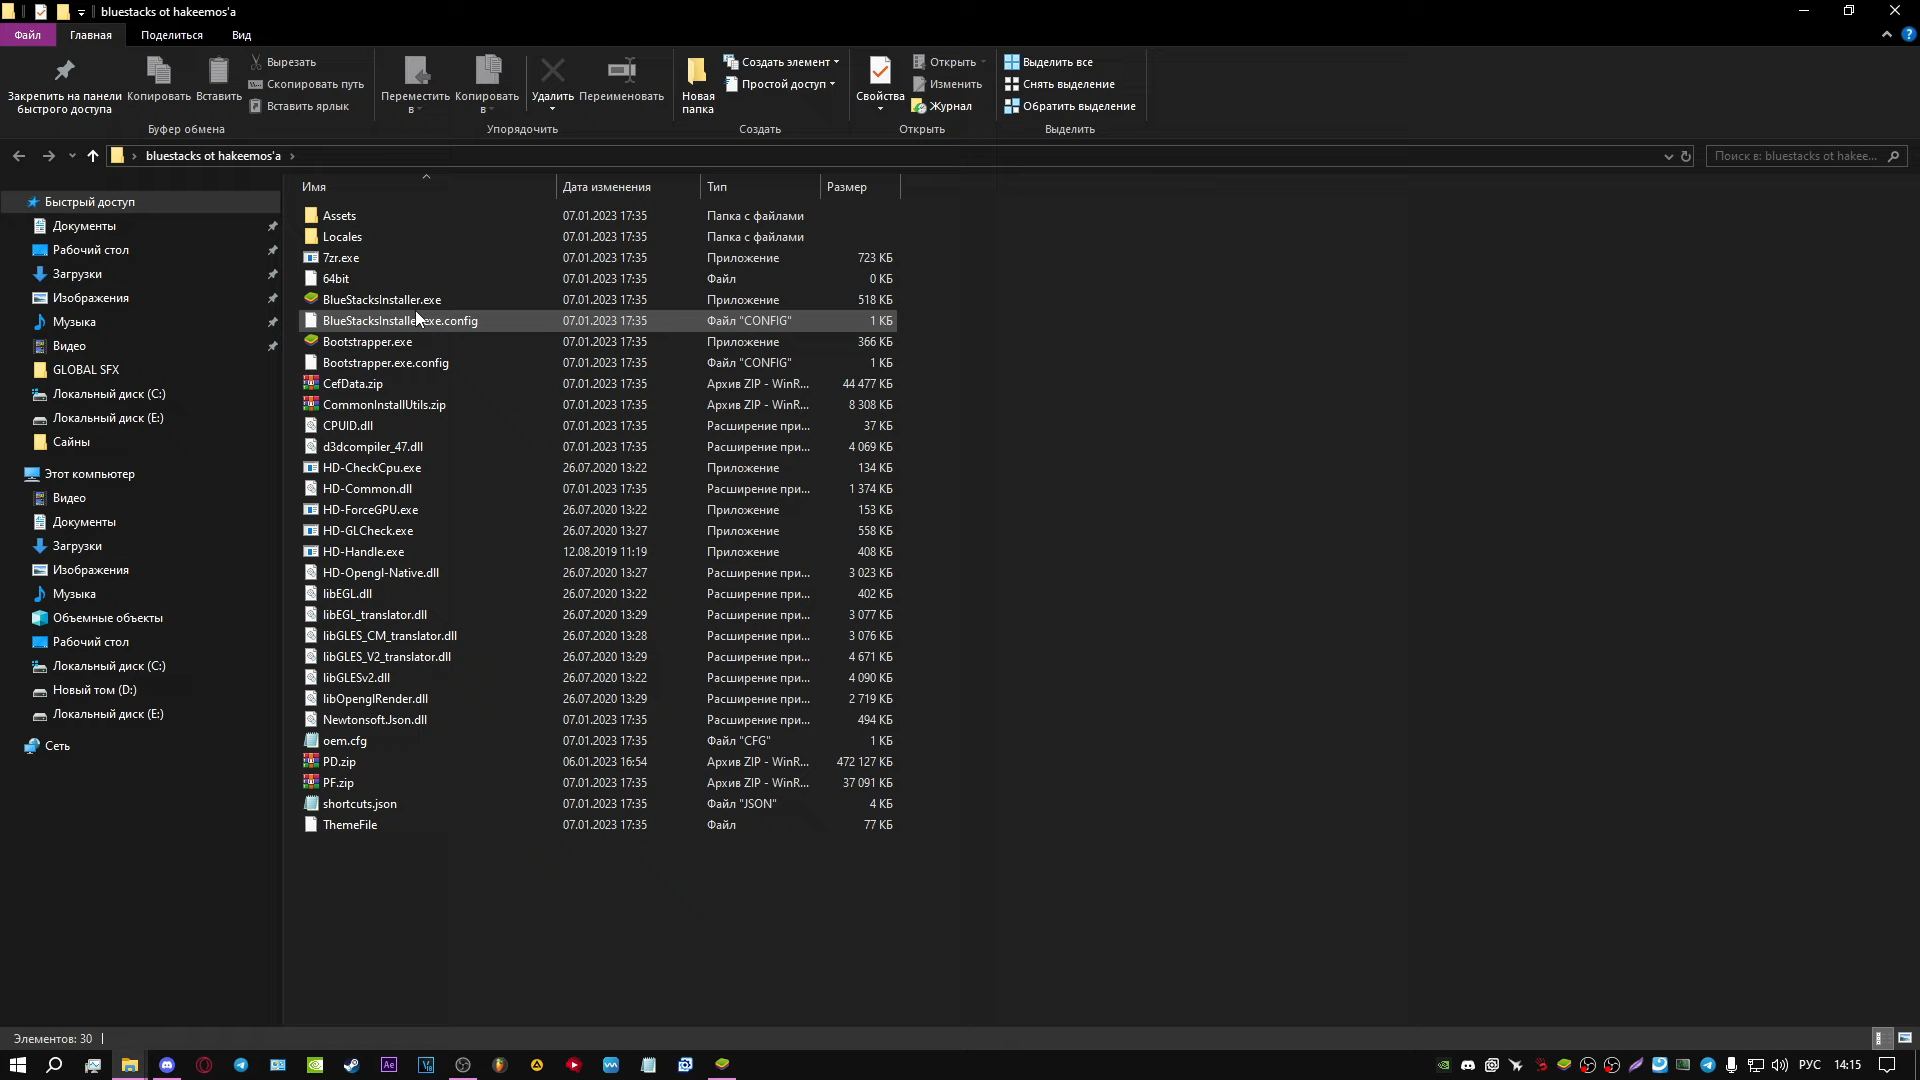 bluestacks ot hakeemos'a
Файл
Главная
Поделиться
Вид
Закрепить на панели
быстрого доступа
Копировать
Вставить
Вырезать
Скопировать путь
Вставить ярлык
Буфер обмена
Переместить
в
Копировать
в
Удалить
Переименовать
Упорядочить
Новая
папка
Создать элемент
Простой доступ
Создать
Свойства
Открыть
Изменить
Журнал
Открыть
Выделить все
Снять выделение
Обратить выделение
Выделить
bluestacks ot hakeemos'a
Поиск в: bluestacks ot hakee...
Быстрый доступ
Документы
Рабочий стол
Загрузки
Изображения
Музыка
Видео
GLOBAL SFX
Локальный диск (C:)
Локальный диск (E:)
Сайны
Этот компьютер
Видео
Документы
Загрузки
Изображения
Музыка
Объемные объекты
Рабочий стол
Локальный диск (C:)
Новый том (D:)
Локальный диск (E:)
Сеть
Имя Дата изменения Тип Размер
Assets 07.01.2023 17:35 Папка с файлами
Locales 07.01.2023 17:35 Папка с файлами
7zr.exe 07.01.2023 17:35 Приложение 723 КБ
64bit 07.01.2023 17:35 Файл 0 КБ
BlueStacksInstaller.exe 07.01.2023 17:35 Приложение 518 КБ
07.01.2023 17:35 Файл "CONFIG" 1 КБ
Bootstrapper.exe 07.01.2023 17:35 Приложение 366 КБ
Bootstrapper.exe.config 07.01.2023 17:35 Файл "CONFIG" 1 КБ
CefData.zip 07.01.2023 17:35 Архив ZIP - WinR... 44 477 КБ
CommonInstallUtils.zip 07.01.2023 17:35 Архив ZIP - WinR... 8 308 КБ
CPUID.dll 07.01.2023 17:35 Расширение при... 37 КБ
d3dcompiler_47.dll 07.01.2023 17:35 Расширение при... 4 069 КБ
HD-CheckCpu.exe 26.07.2020 13:22 Приложение 134 КБ
HD-Common.dll 07.01.2023 17:35 Расширение при... 1 374 КБ
HD-ForceGPU.exe 26.07.2020 13:22 Приложение 153 КБ
HD-GLCheck.exe 26.07.2020 13:27 Приложение 558 КБ
HD-Handle.exe 12.08.2019 11:19 Приложение 408 КБ
HD-Opengl-Native.dll 26.07.2020 13:27 Расширение при... 3 023 КБ
libEGL.dll 26.07.2020 13:22 Расширение при... 402 КБ
libEGL_translator.dll 26.07.2020 13:29 Расширение при... 3 077 КБ
libGLES_CM_translator.dll 26.07.2020 13:28 Расширение при... 3 076 КБ
libGLES_V2_translator.dll 26.07.2020 13:29 Расширение при... 4 671 КБ
libGLESv2.dll 26.07.2020 13:22 Расширение при... 4 090 КБ
libOpenglRender.dll 26.07.2020 13:29 Расширение при... 2 719 КБ
Newtonsoft.Json.dll 07.01.2023 17:35 Расширение при... 494 КБ
oem.cfg 07.01.2023 17:35 Файл "CFG" 1 КБ
PD.zip 06.01.2023 16:54 Архив ZIP - WinR... 472 127 КБ
PF.zip 07.01.2023 17:35 Архив ZIP - WinR... 37 091 КБ
shortcuts.json 07.01.2023 17:35 Файл "JSON" 4 КБ
ThemeFile 07.01.2023 17:35 Файл 77 КБ
Элементов: 30
Ae
РУС
14:15